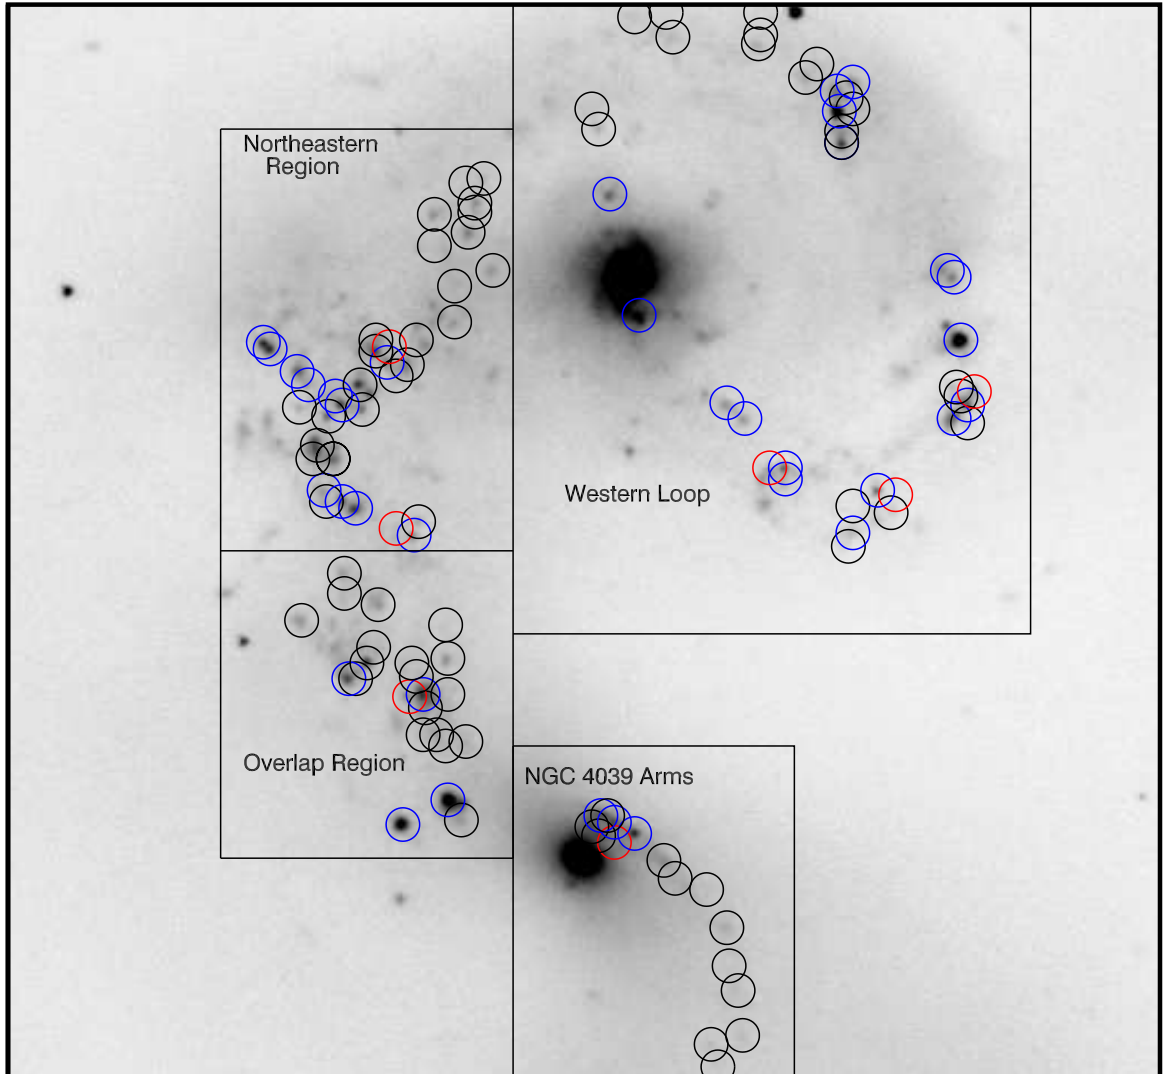 Northeastern
Region
Western Loop
Overlap Region
NGC 4039 Arms